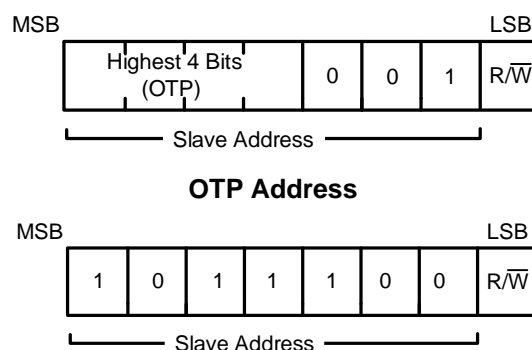 MSB LSB
Highest 4 Bits
(OTP) 0 0 1 R/W̅
Slave Address
OTP Address
MSB LSB
1 0 1 1 1 0 0 R/W̅
Slave Address